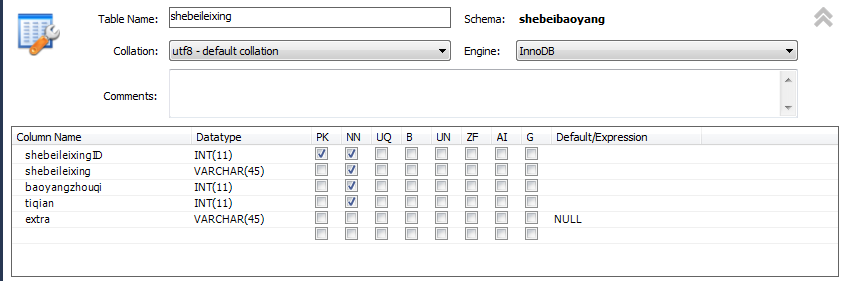 Table Name: shebeileixing Schema: shebeibaoyang
Collation: utf8 - default collation Engine: InnoDB
Comments:
Column Name Datatype PK NN UQ B UN ZF AI G Default/Expression
shebeileixingID INT(11)
shebeileixing VARCHAR(45)
baoyangzhouqi INT(11)
tiqian INT(11)
extra VARCHAR(45) NULL